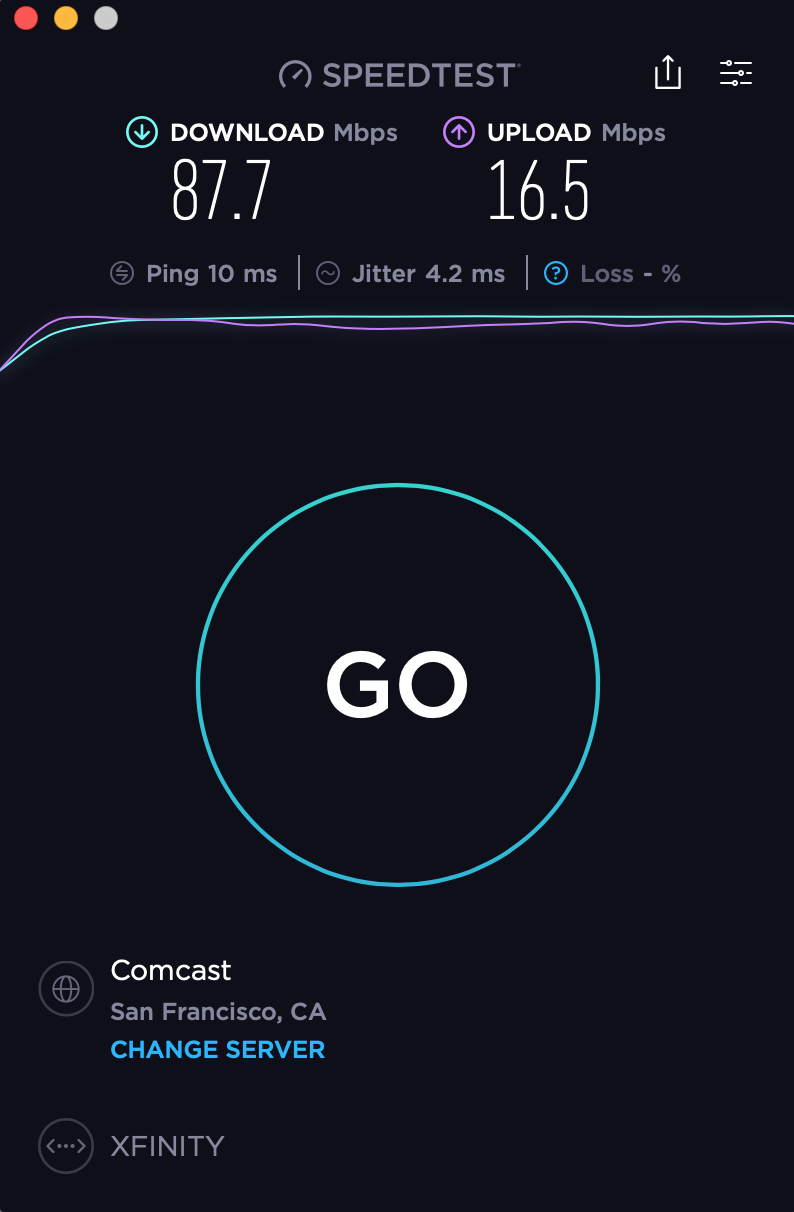 SPEEDTEST
DOWNLOAD Mbps
87.7
UPLOAD Mbps
16.5
Ping 10 ms
Jitter 4.2 ms
? Loss - %
GO
Comcast
San Francisco, CA
CHANGE SERVER
XFINITY